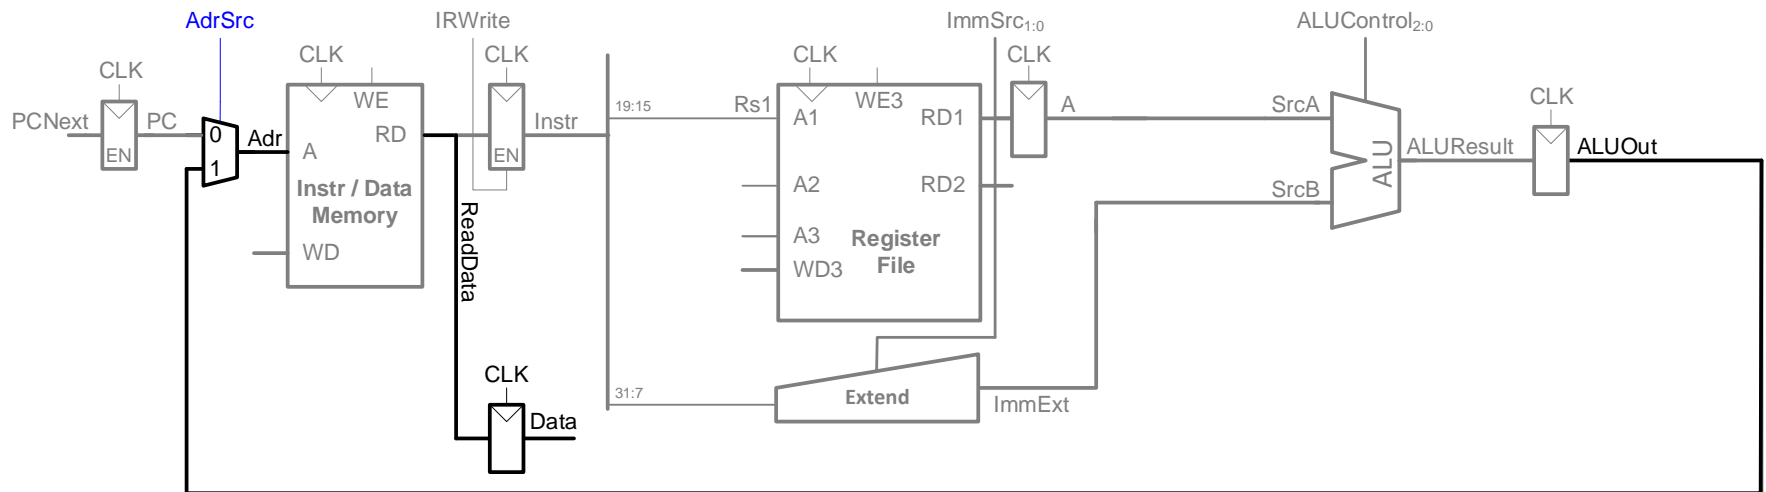 AdrSrc IRWrite ImmSrc1:0 ALUControl2:0
CLK CLK CLK CLK CLK CLK
PCNext PC EN
0
1
Adr
WE
RD
A
Instr / Data
Memory
WD
EN
Instr
ReadData
CLK
Data
19:15
31:7
Rs1
A1
WE3
RD1
A2
RD2
A3
WD3
Register
File
Extend
ImmExt
A
SrcA
SrcB
ALU
ALUResult
CLK
ALUOut